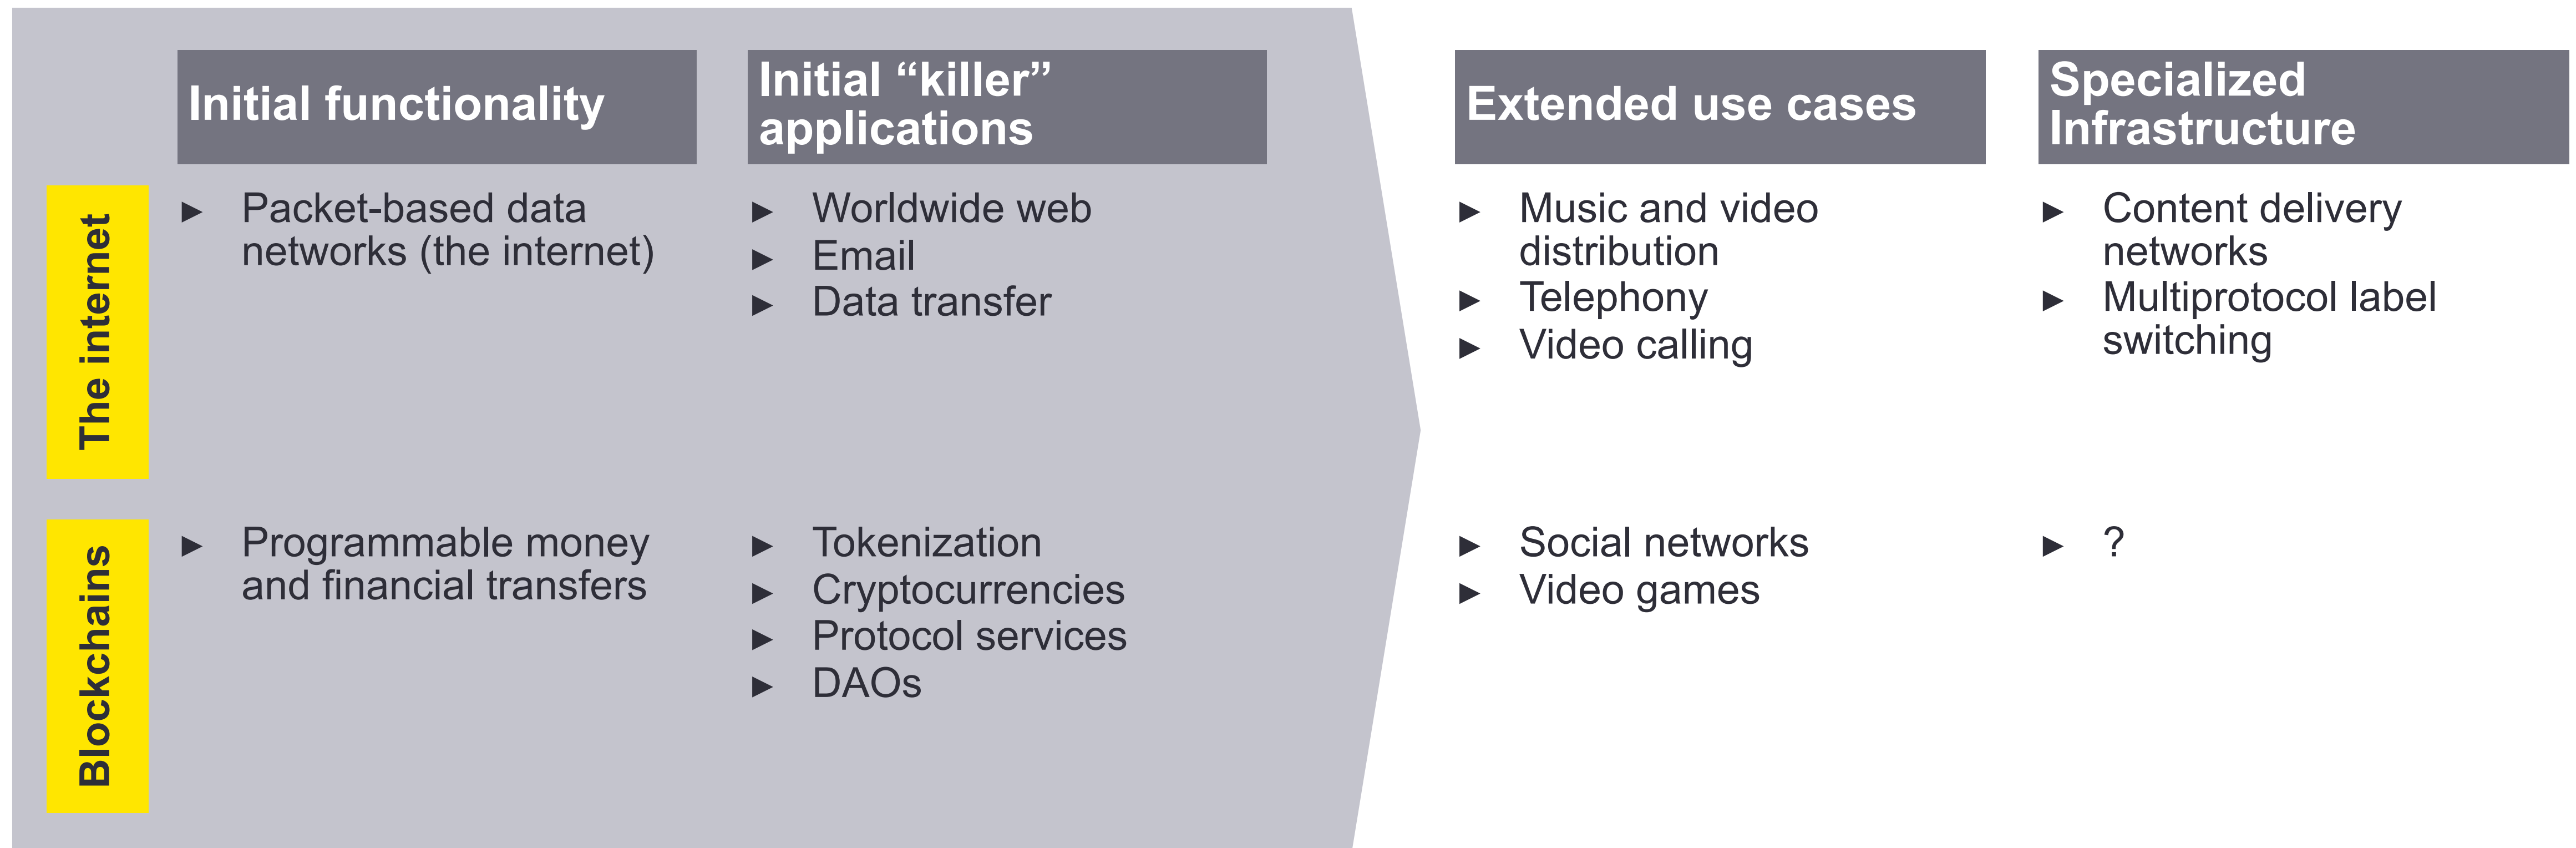 Initial functionality
Initial “killer”
applications
Extended use cases
Specialized
Infrastructure
The internet
► Packet-based data
networks (the internet)
► Worldwide web
► Email
► Data transfer
► Music and video
distribution
► Telephony
► Video calling
► Content delivery
networks
► Multiprotocol label
switching
Blockchains
► Programmable money
and financial transfers
► Tokenization
► Cryptocurrencies
► Protocol services
► DAOs
► Social networks
► Video games
► ?